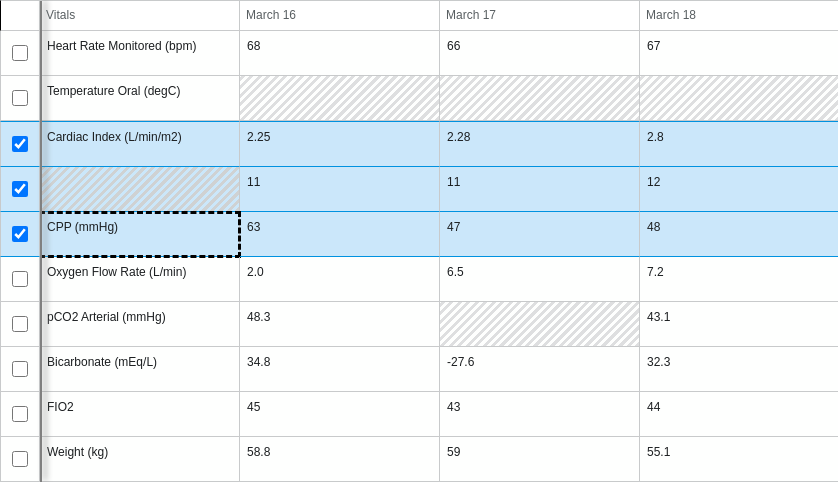 Vitals March 16 March 17 March 18
Heart Rate Monitored (bpm) 68 66 67
Temperature Oral (degC)
Cardiac Index (L/min/m2) 2.25 2.28 2.8
11 11 12
CPP (mmHg) 63 47 48
Oxygen Flow Rate (L/min) 2.0 6.5 7.2
pCO2 Arterial (mmHg) 48.3 43.1
Bicarbonate (mEq/L) 34.8 -27.6 32.3
FIO2 45 43 44
Weight (kg) 58.8 59 55.1